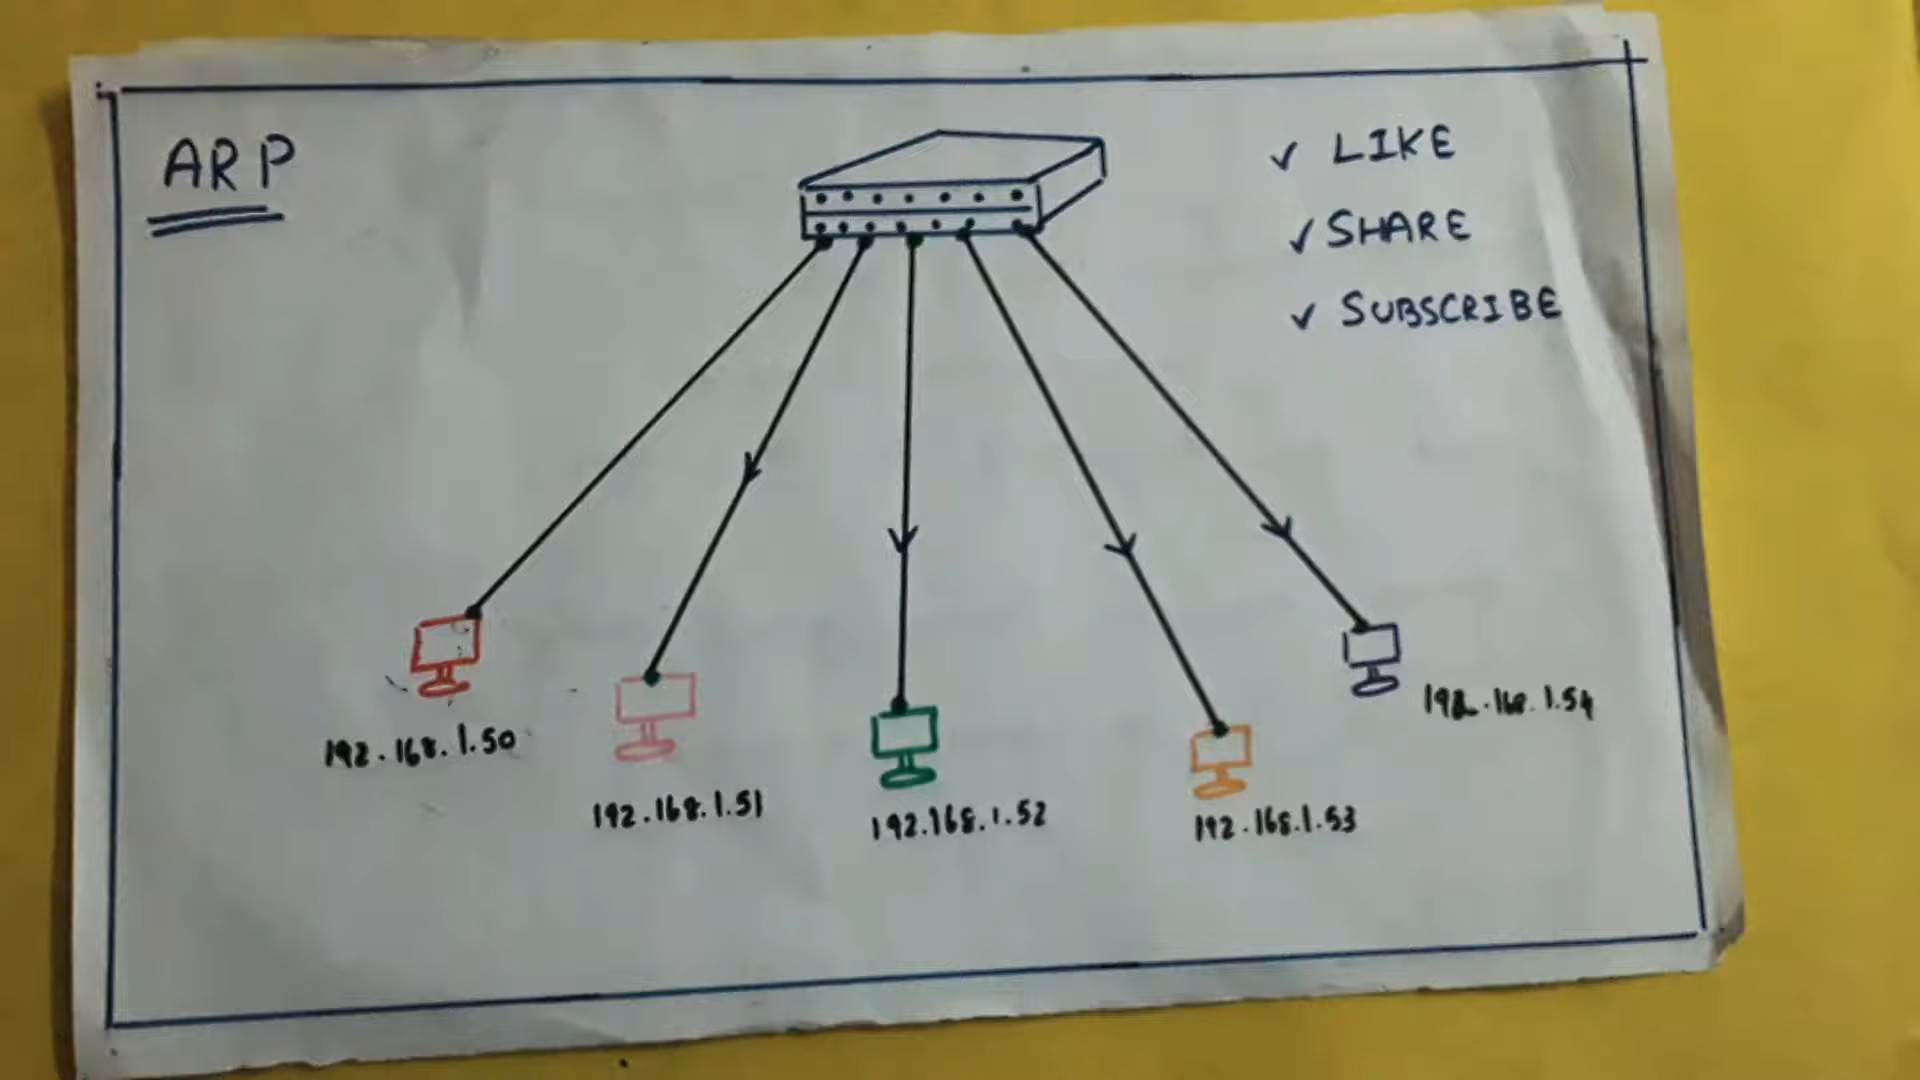 ARP
✓ LIKE
✓ SHARE
✓ SUBSCRIBE
192.168.1.50
192.168.1.51
192.168.1.52
192.168.1.53
192.168.1.54